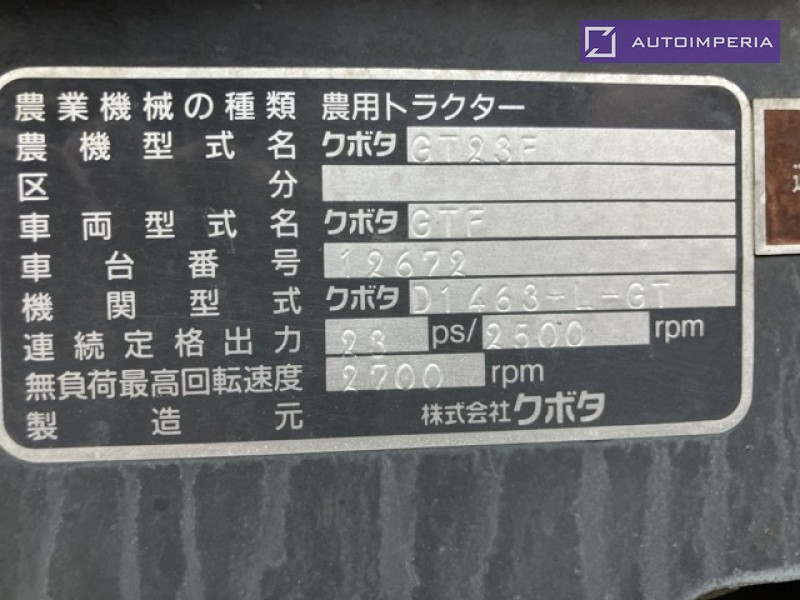 AUTOIMPERIA
農業機械の種類 農用トラクター
農機型式名 クボタ GT23F
区分
車両型式名 クボタ GTF
車台番号 12672
機関型式 クボタ D1463-L-GT
連続定格出力 23 ps/ 2500 rpm
無負荷最高回転速度 2700 rpm
製造元 株式会社クボタ